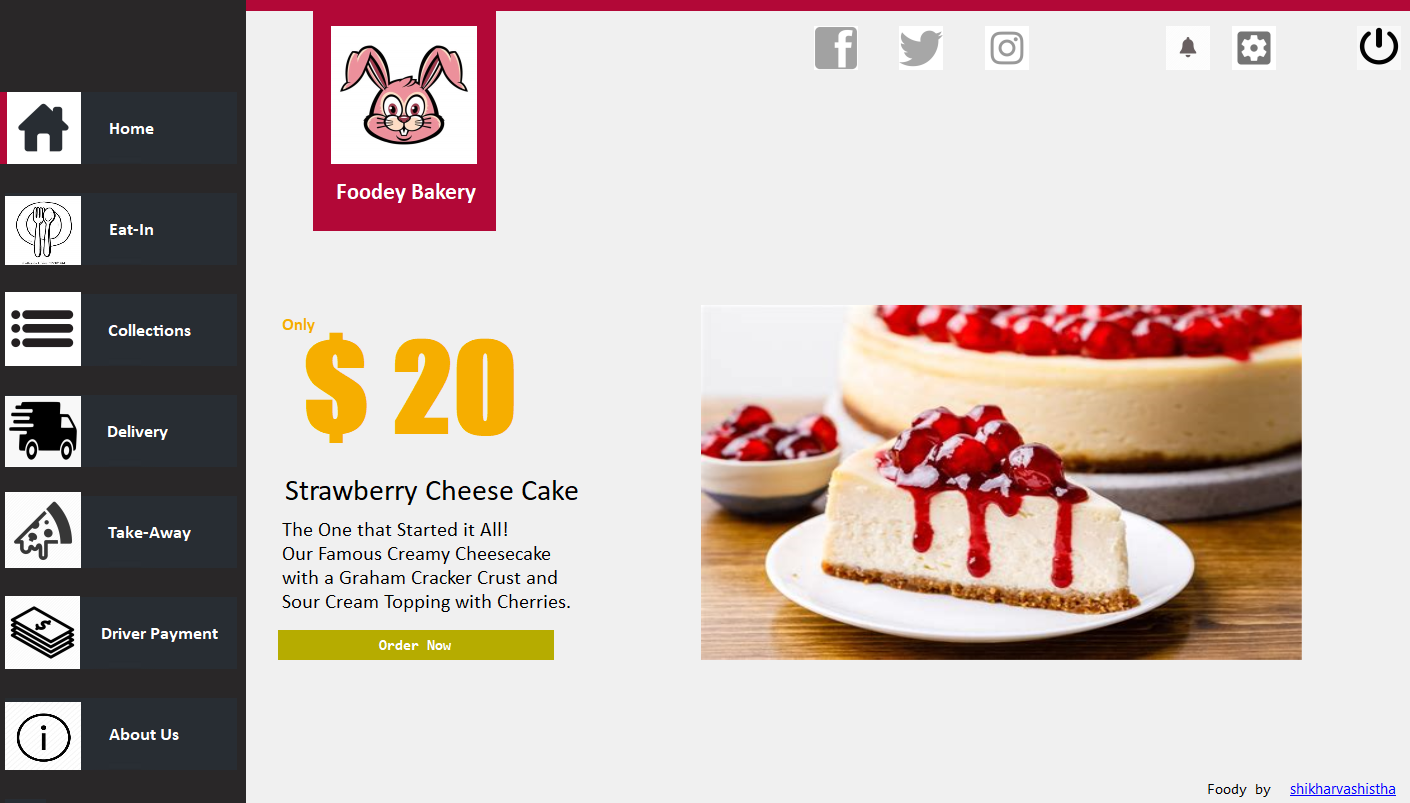 Home
Eat-In
Collections
Delivery
Take-Away
Driver Payment
About Us
Foodey Bakery
Only
$ 20
Strawberry Cheese Cake
The One that Started it All!
Our Famous Creamy Cheesecake
with a Graham Cracker Crust and
Sour Cream Topping with Cherries.
Order Now
Foody by shikharvashistha